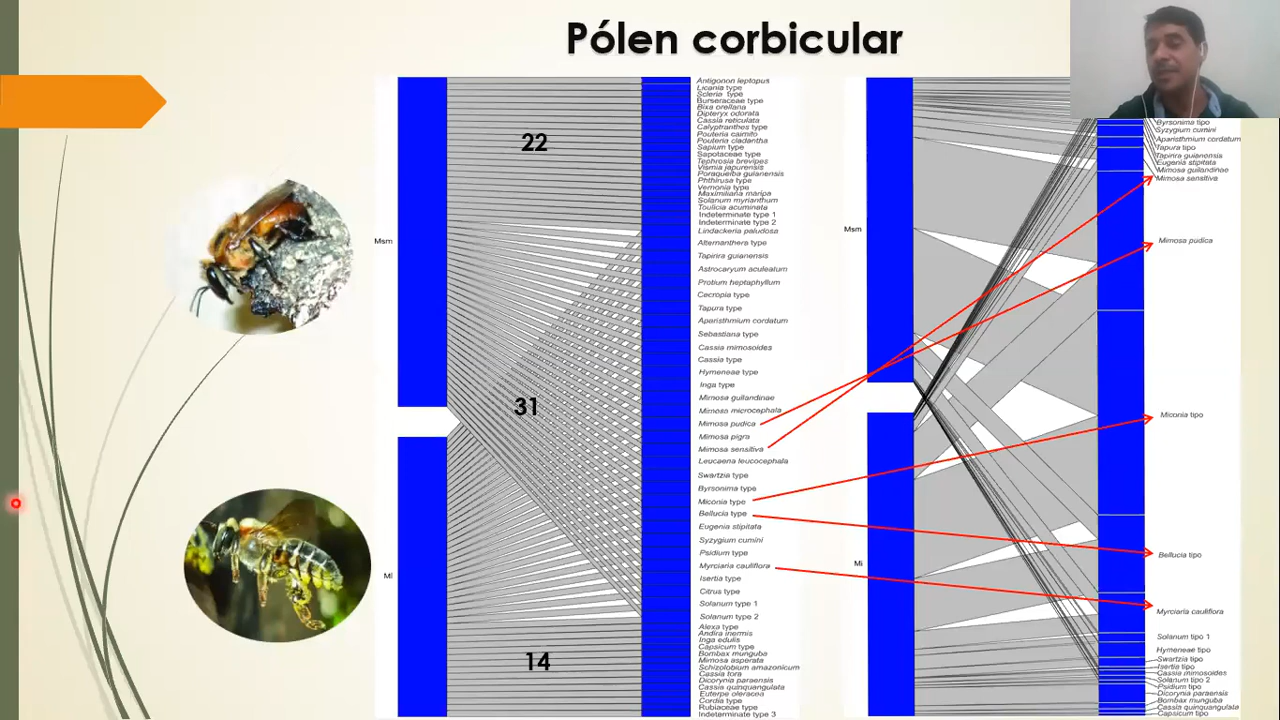 Pólen corbicular
22
31
14
Msm
Mi
Antigonon leptopus
Licania type
Scleria type
Burseraceae type
Bixa orellana
Dipteryx odorata
Cassia reticulata
Calyptranthes type
Pouteria caimito
Pouteria cladantha
Sapium type
Sapotaceae type
Tephrosia brevipes
Vismia japurensis
Poraqueiba guianensis
Phthirusa type
Vernonia type
Maximiliana maripa
Solanum myrianthum
Toulicia acuminata
Indeterminate type 1
Indeterminate type 2
Lindackeria paludosa
Alternanthera type
Tapirira guianensis
Astrocaryum aculeatum
Protium heptaphyllum
Cecropia type
Tapura type
Aparisthmium cordatum
Sebastiana type
Cassia mimosoides
Cassia type
Hymeneae type
Inga type
Mimosa guilandinae
Mimosa microcephala
Mimosa pudica
Mimosa pigra
Mimosa sensitiva
Leucaena leucocephala
Swartzia type
Byrsonima type
Miconia type
Bellucia type
Eugenia stipitata
Syzygium cumini
Psidium type
Myrciaria cauliflora
Isertia type
Citrus type
Solanum type 1
Solanum type 2
Alexa type
Andira inermis
Inga edulis
Capsicum type
Bombax munguba
Mimosa asperata
Schizolobium amazonicum
Cassia tora
Dicorynia paraensis
Cassia quinquangulata
Euterpe oleracea
Cordia type
Rubiaceae type
Indeterminate type 3
Msm
Mi
Byrsonima tipo
Syzygium cumini
Aparisthmium cordatum
Tapura tipo
Tapirira guianensis
Eugenia stipitata
Mimosa guilandinae
Mimosa sensitiva
Mimosa pudica
Miconia tipo
Bellucia tipo
Myrciaria cauliflora
Solanum tipo 1
Hymeneae tipo
Swartzia tipo
Isertia tipo
Cassia mimosoides
Solanum tipo 2
Psidium tipo
Dicorynia paraensis
Bombax munguba
Cassia quinquangulata
Capsicum tipo